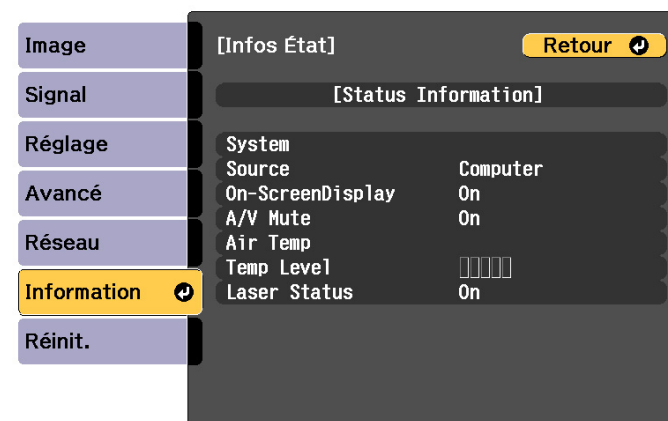 Image
Signal
Réglage
Avancé
Réseau
Information
Réinit.
[Infos État]
Retour
[Status Information]
System
Source Computer
On-ScreenDisplay On
A/V Mute On
Air Temp
Temp Level
Laser Status On